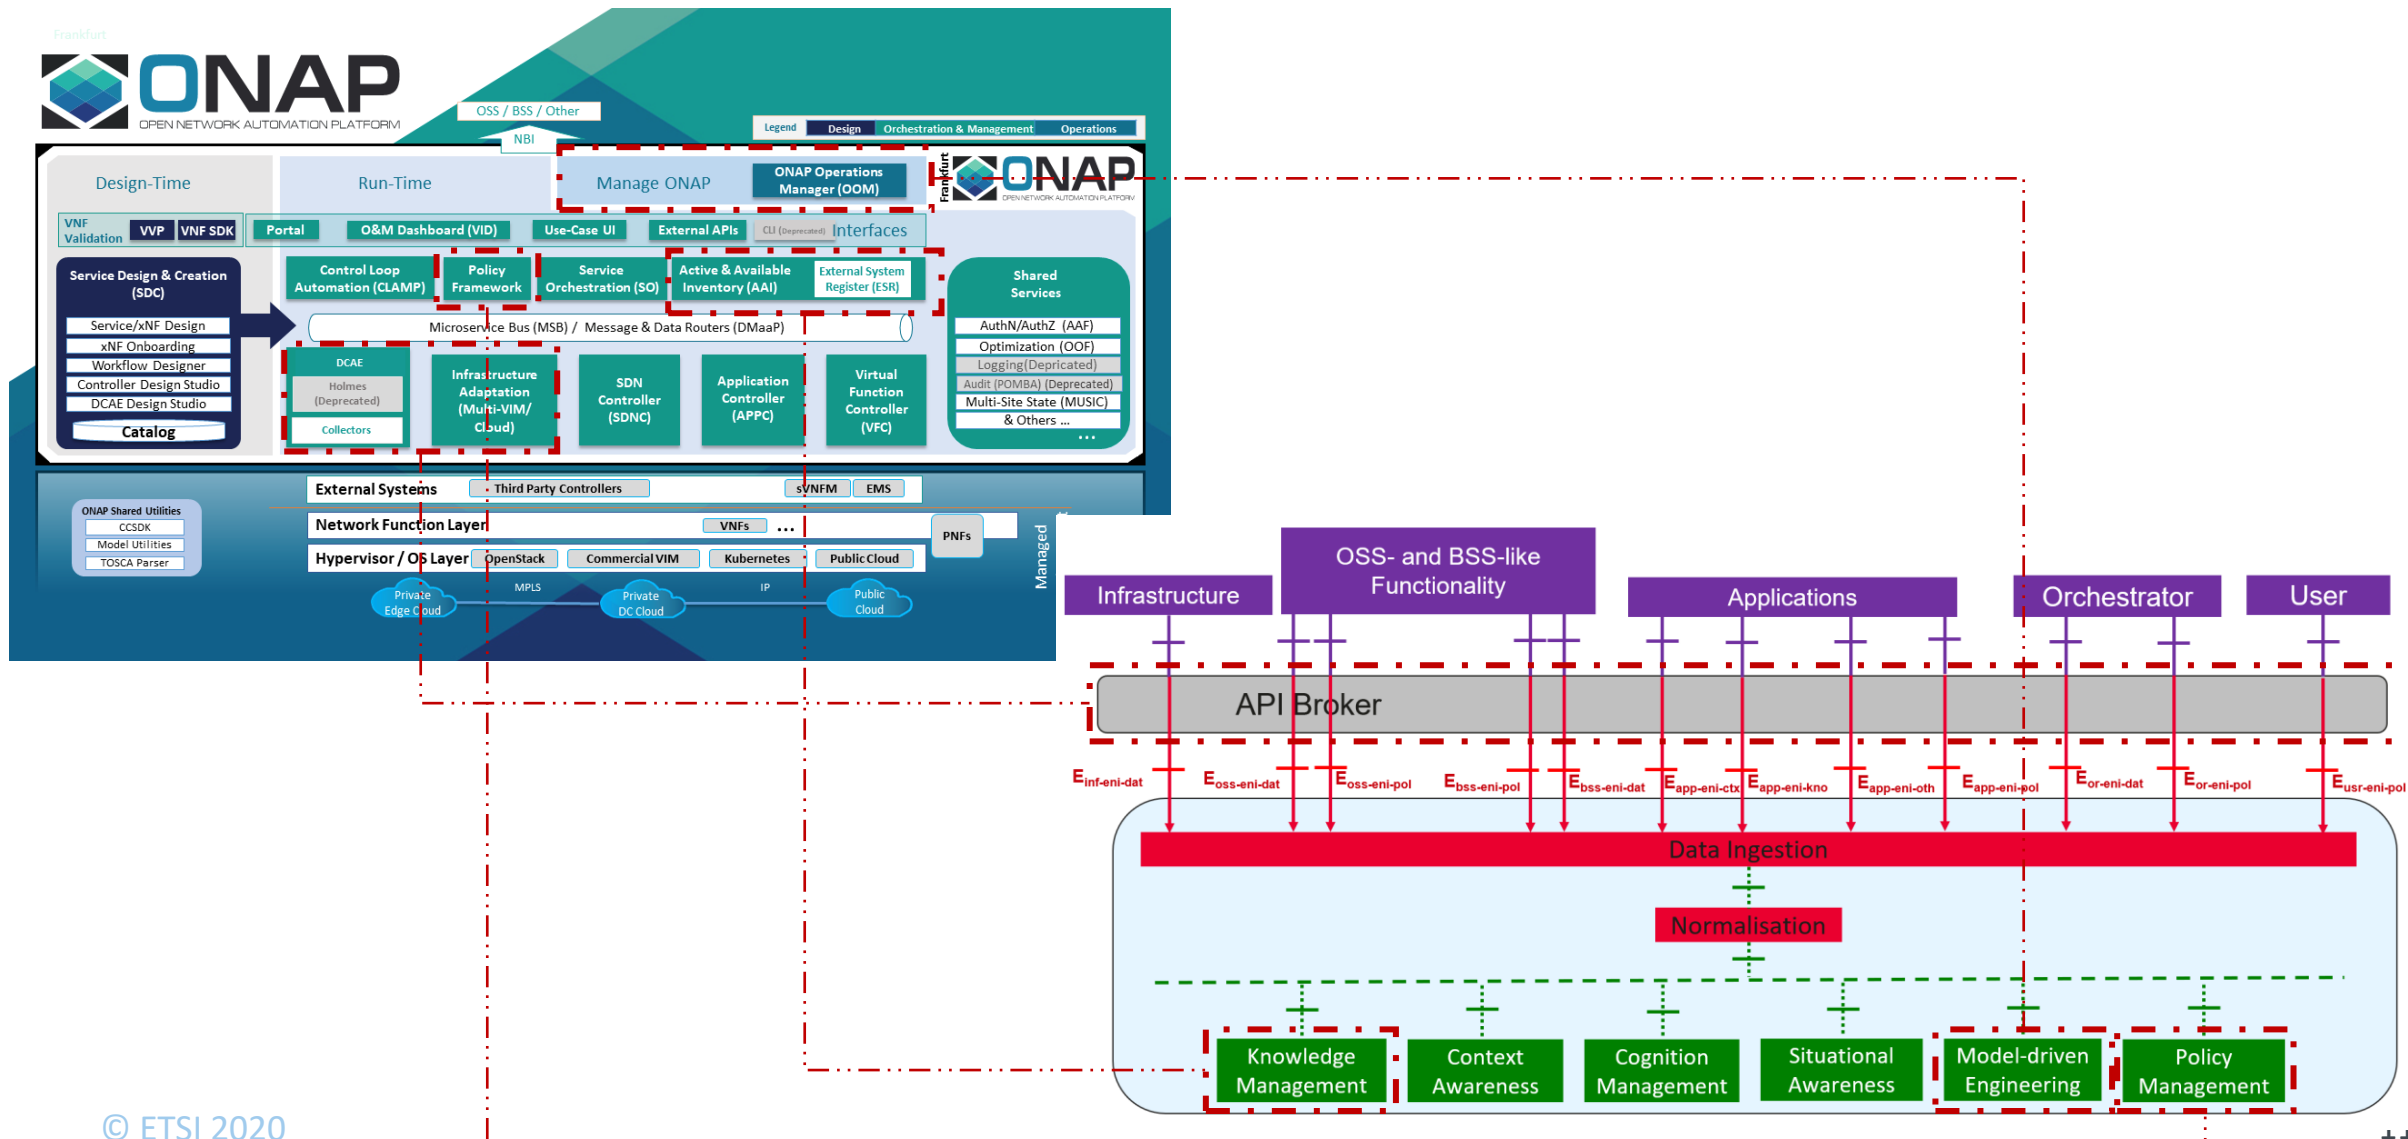 Frankfurt
ONAP
OPEN NETWORK AUTOMATION PLATFORM
OSS / BSS / Other
NBI
Legend Design Orchestration & Management Operations
Design-Time
Run-Time
Manage ONAP
ONAP Operations
Manager (OOM)
Frankfurt
ONAP
OPEN NETWORK AUTOMATION PLATFORM
VNF
Validation
VVP
VNF SDK
Portal
O&M Dashboard (VID)
Use-Case UI
External APIs
CLI (Deprecated)
Interfaces
Service Design & Creation
(SDC)
Service/xNF Design
xNF Onboarding
Workflow Designer
Controller Design Studio
DCAE Design Studio
Catalog
Control Loop
Automation (CLAMP)
Policy
Framework
Service
Orchestration (SO)
Active & Available
Inventory (AAI)
External System
Register (ESR)
Microservice Bus (MSB) / Message & Data Routers (DMaaP)
DCAE
Holmes
(Deprecated)
Collectors
Infrastructure
Adaptation
(Multi-VIM/
Cloud)
SDN
Controller
(SDNC)
Application
Controller
(APPC)
Virtual
Function
Controller
(VFC)
Shared
Services
AuthN/AuthZ (AAF)
Optimization (OOF)
Logging(Depricated)
Audit (POMBA) (Deprecated)
Multi-Site State (MUSIC)
& Others ...
...
ONAP Shared Utilities
CCSDK
Model Utilities
TOSCA Parser
External Systems
Third Party Controllers
sVNFM
EMS
Network Function Layer
VNFs
...
PNFs
Hypervisor / OS Layer
OpenStack
Commercial VIM
Kubernetes
Public Cloud
Private
Edge Cloud
MPLS
Private
DC Cloud
IP
Public
Cloud
Managed
Infrastructure
OSS- and BSS-like
Functionality
Applications
Orchestrator
User
API Broker
Einf-eni-dat
Eoss-eni-dat
Eoss-eni-pol
Ebss-eni-pol
Ebss-eni-dat
Eapp-eni-ctx
Eapp-eni-kno
Eapp-eni-oth
Eapp-eni-pol
Eor-eni-dat
Eor-eni-pol
Eusr-eni-pol
Data Ingestion
Normalisation
Knowledge
Management
Context
Awareness
Cognition
Management
Situational
Awareness
Model-driven
Engineering
Policy
Management
© ETSI 2020